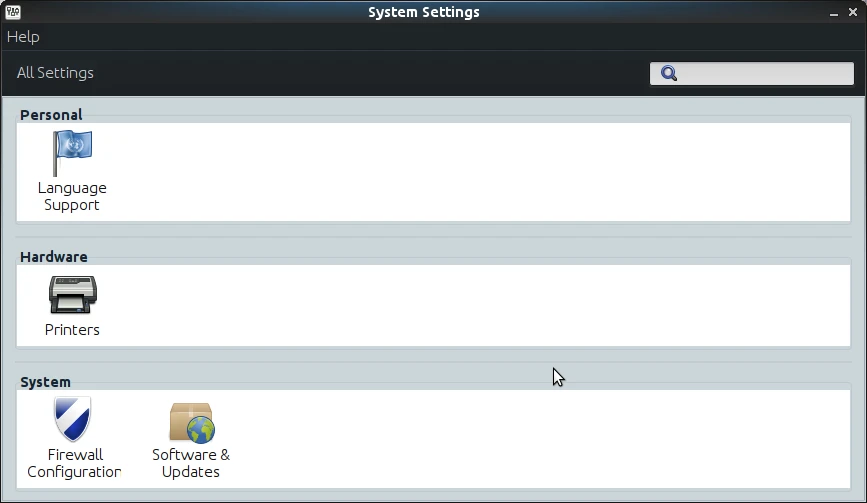 System Settings
Help
All Settings
Personal
Language
Support
Hardware
Printers
System
Firewall
Configuration
Software &
Updates